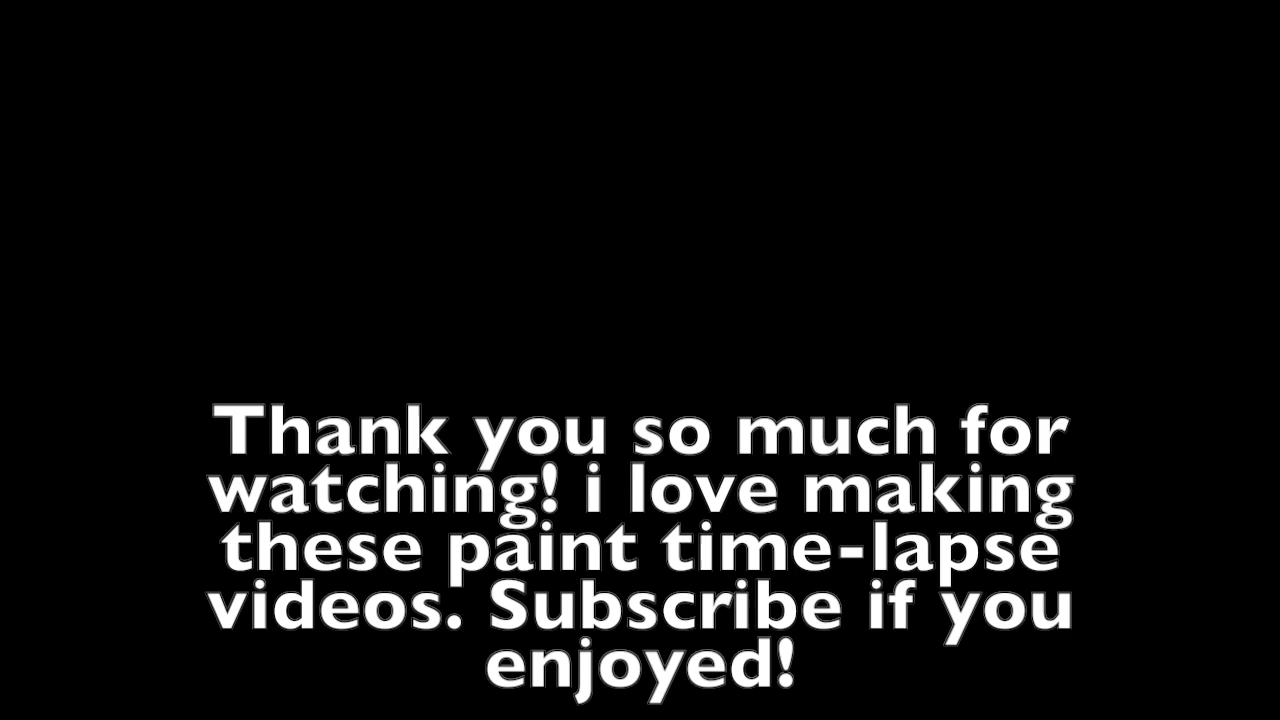 Thank you so much for
watching! i love making
these paint time-lapse
videos. Subscribe if you
enjoyed!